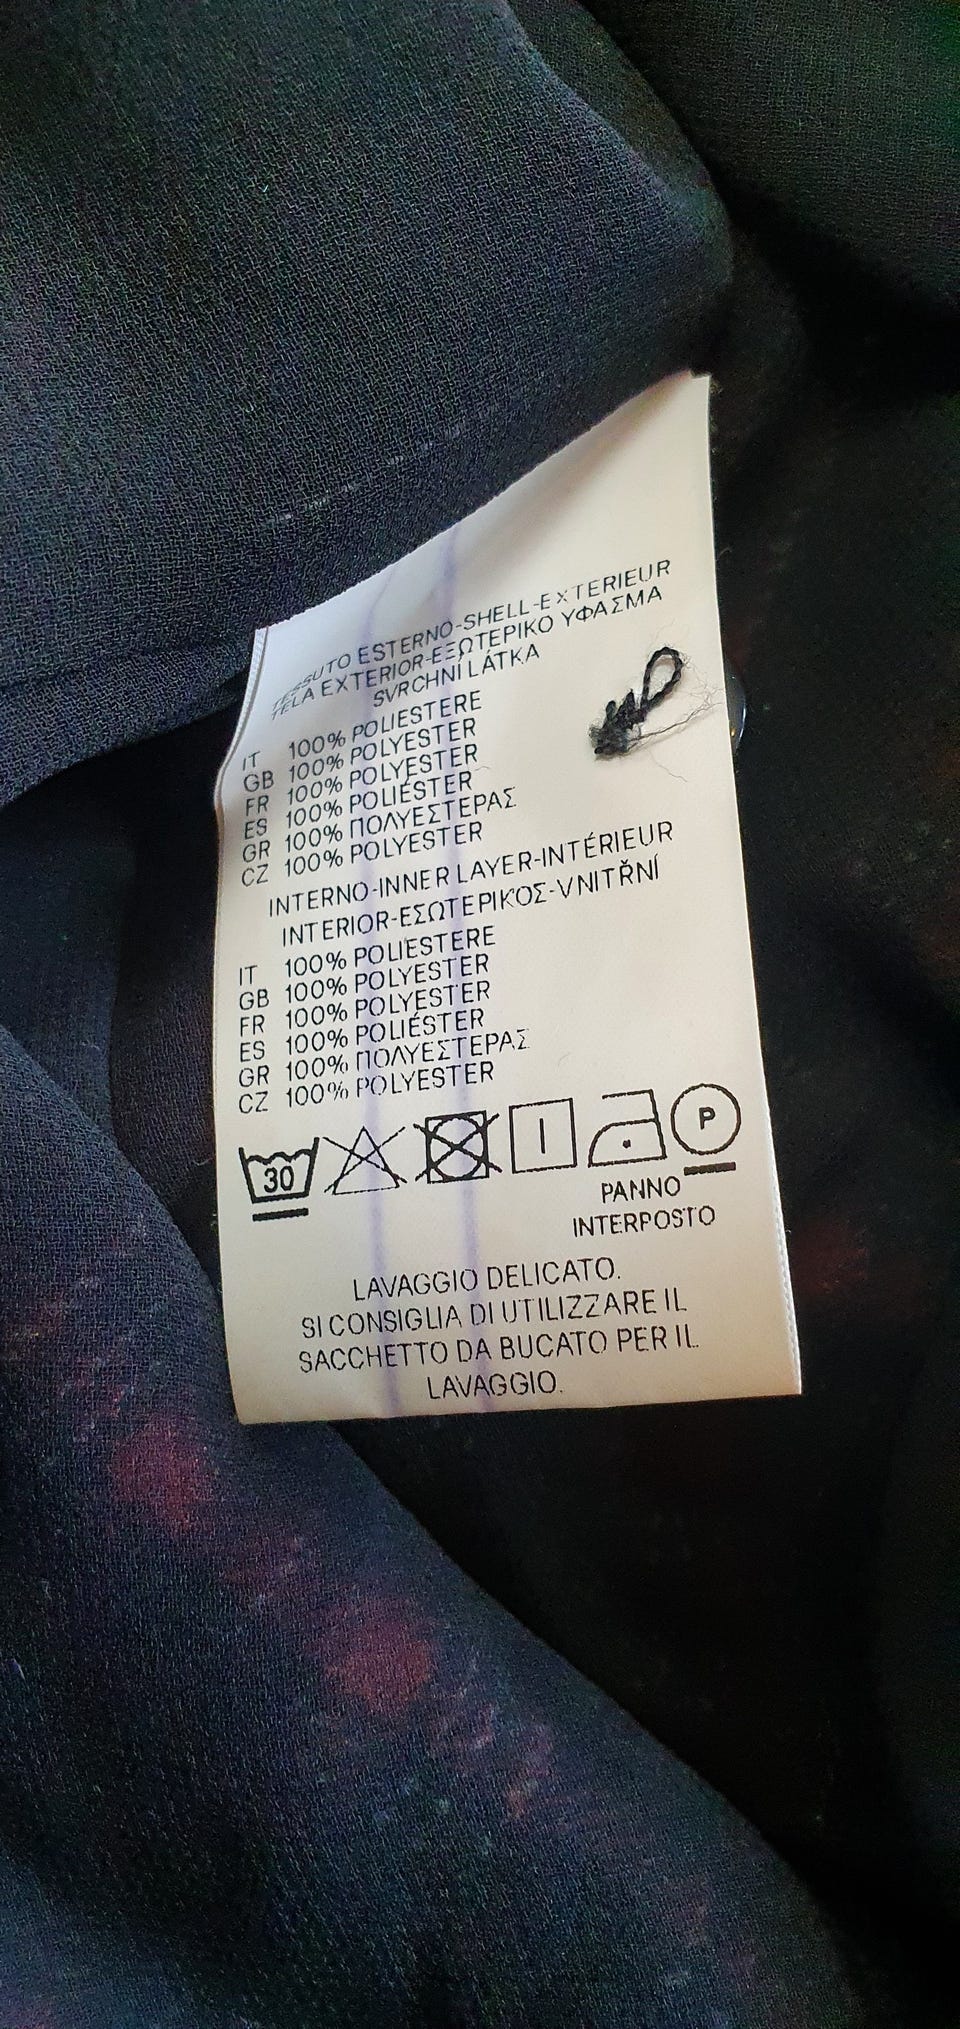 TESSUTO ESTERNO-SHELL-EXTERIEUR
TELA EXTERIOR-ΕΞΩΤΕΡΙΚΟ ΥΦΑΣΜΑ
SVRCHNI LÁTKA
IT 100% POLIESTERE
GB 100% POLYESTER
FR 100% POLYESTER
ES 100% POLIÉSTER
GR 100% ΠΟΛΥΕΣΤΕΡΑΣ
CZ 100% POLYESTER
INTERNO-INNER LAYER-INTÉRIEUR
INTERIOR-ΕΣΩΤΕΡΙΚΌΣ-VNITŘNÍ
IT 100% POLIESTERE
GB 100% POLYESTER
FR 100% POLYESTER
ES 100% POLIÉSTER
GR 100% ΠΟΛΥΕΣΤΕΡΑΣ
CZ 100% POLYESTER
30 P
PANNO
INTERPOSTO
LAVAGGIO DELICATO.
SI CONSIGLIA DI UTILIZZARE IL
SACCHETTO DA BUCATO PER IL
LAVAGGIO.